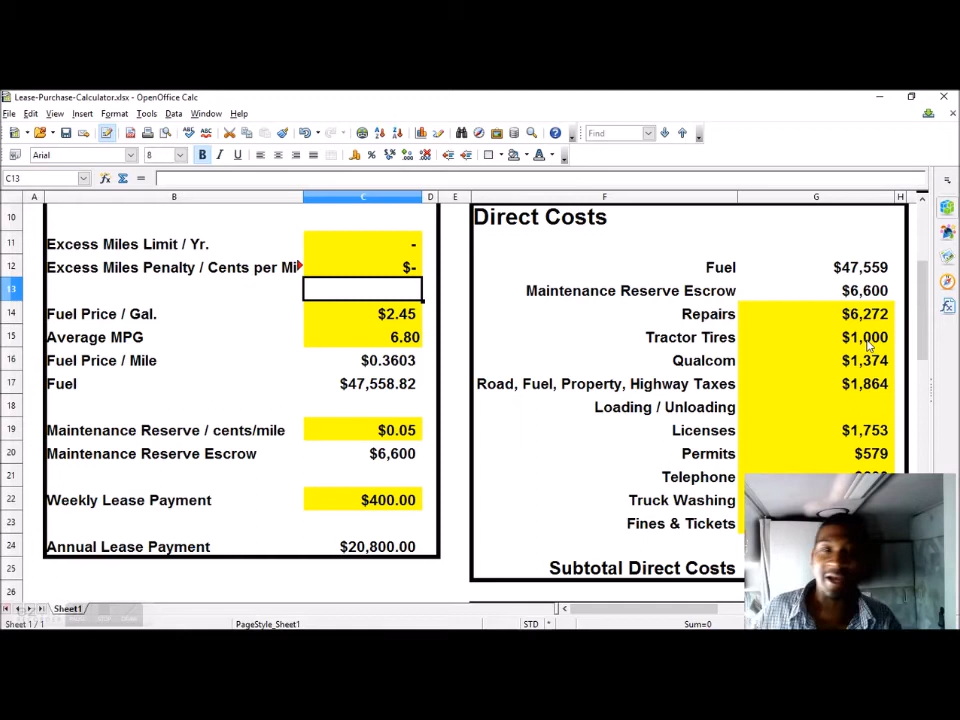 Lease-Purchase-Calculator.xlsx - OpenOffice Calc
File Edit View Insert Format Tools Data Window Help
Find
Arial 8
C13
A B C D E F G H
10 Direct Costs
11 Excess Miles Limit / Yr. -
12 Excess Miles Penalty / Cents per Mi $- Fuel $47,559
13 Maintenance Reserve Escrow $6,600
14 Fuel Price / Gal. $2.45 Repairs $6,272
15 Average MPG 6.80 Tractor Tires $1,000
16 Fuel Price / Mile $0.3603 Qualcom $1,374
17 Fuel $47,558.82 Road, Fuel, Property, Highway Taxes $1,864
18 Loading / Unloading
19 Maintenance Reserve / cents/mile $0.05 Licenses $1,753
20 Maintenance Reserve Escrow $6,600 Permits $579
21 Telephone
22 Weekly Lease Payment $400.00 Truck Washing
23 Fines & Tickets
24 Annual Lease Payment $20,800.00
25 Subtotal Direct Costs
26
Sheet1
Sheet 1 / 1 PageStyle_Sheet1 STD * Sum=0